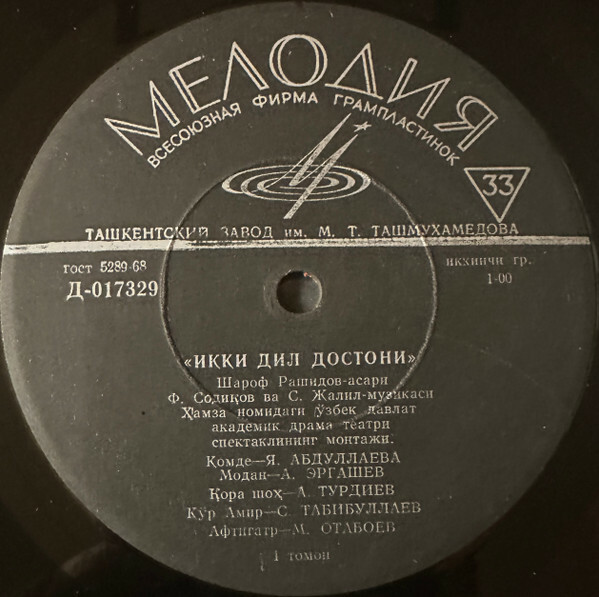 МЕЛОДИЯ
ВСЕСОЮЗНАЯ ФИРМА ГРАМПЛАСТИНОК
33
ТАШКЕНТСКИЙ ЗАВОД им. М. Т. ТАШМУХАМЕДОВА
гост 5289-68
Д-017329
иккинчи гр.
1-00
«ИККИ ДИЛ ДОСТОНИ»
Шароф Рашидов-асари
Ф. Содиқов ва С. Жалил-музикаси
Ҳамза номидаги ўзбек давлат
академик драма театри
спектаклининг монтажи.
Қомде—Я. АБДУЛЛАЕВА
Модан—А. ЭРГАШЕВ
Қора шоҳ—А. ТУРДИЕВ
Кўр Амир—С. ТАБИБУЛЛАЕВ
Афтигатр—М. ОТАБОЕВ
1 томон